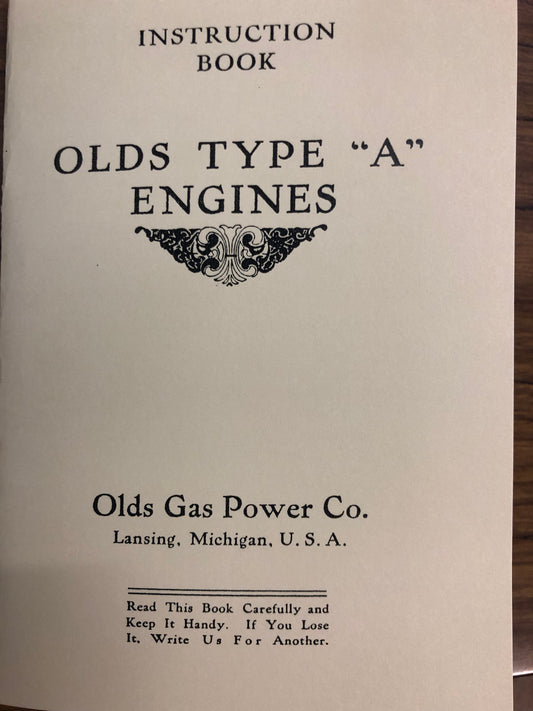 INSTRUCTION
BOOK
OLDS TYPE “A”
ENGINES
Olds Gas Power Co.
Lansing, Michigan, U. S. A.
Read This Book Carefully and
Keep It Handy. If You Lose
It, Write Us For Another.